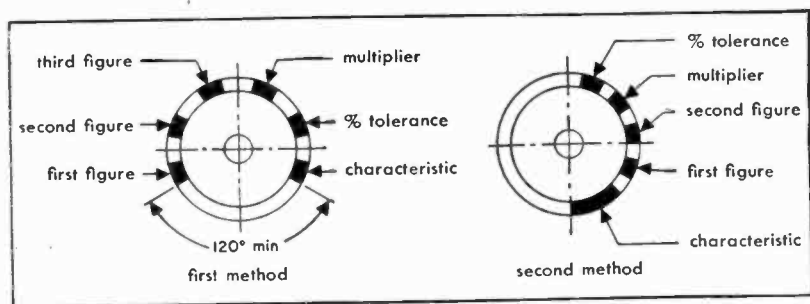 third figure
multiplier
second figure
% tolerance
first figure
characteristic
120° min
first method
% tolerance
multiplier
second figure
first figure
characteristic
second method